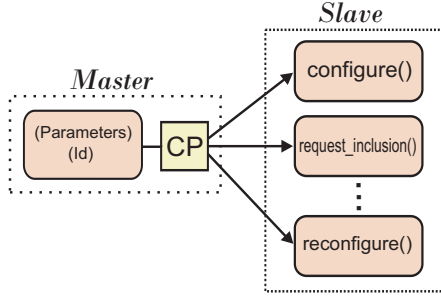 Slave
Master
configure()
(Parameters)
(Id)
CP
request_inclusion()
reconfigure()